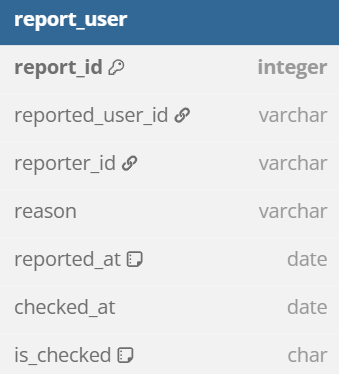 report_user
report_id integer
reported_user_id varchar
reporter_id varchar
reason varchar
reported_at date
checked_at date
is_checked char